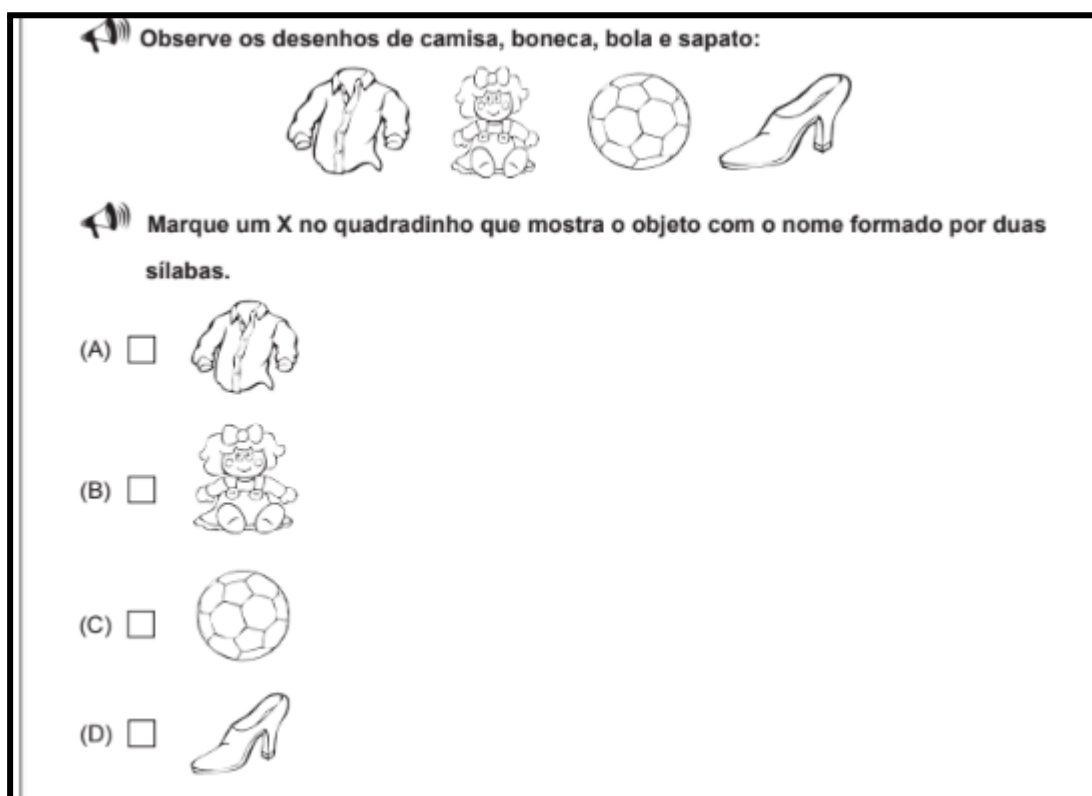 Observe os desenhos de camisa, boneca, bola e sapato:
Marque um X no quadradinho que mostra o objeto com o nome formado por duas
sílabas.
(A)
(B)
(C)
(D)